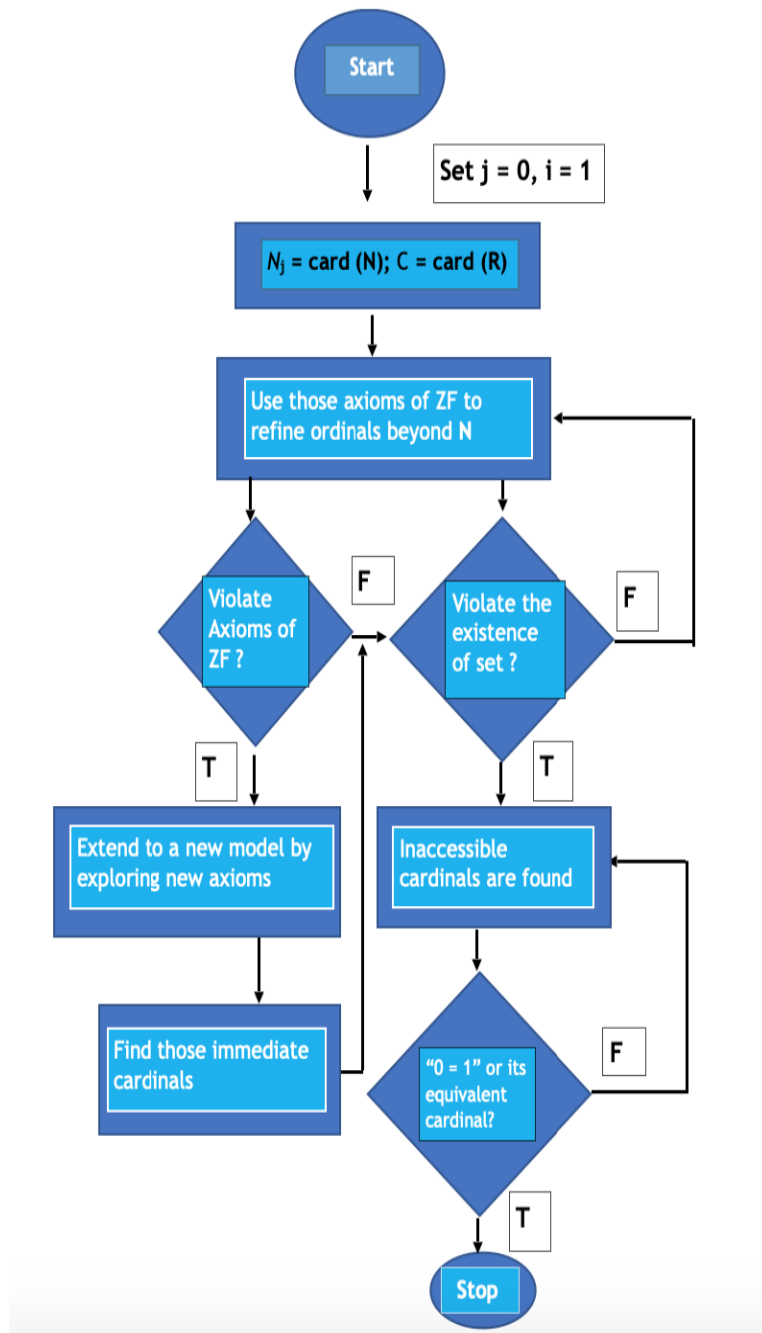 Start
Set j = 0, i = 1
Nj = card (N); C = card (R)
Use those axioms of ZF to
refine ordinals beyond N
F
F
Violate
Axioms of
ZF ?
Violate the
existence
of set ?
T
T
Extend to a new model by
exploring new axioms
Inaccessible
cardinals are found
Find those immediate
cardinals
F
“0 = 1” or its
equivalent
cardinal?
T
Stop